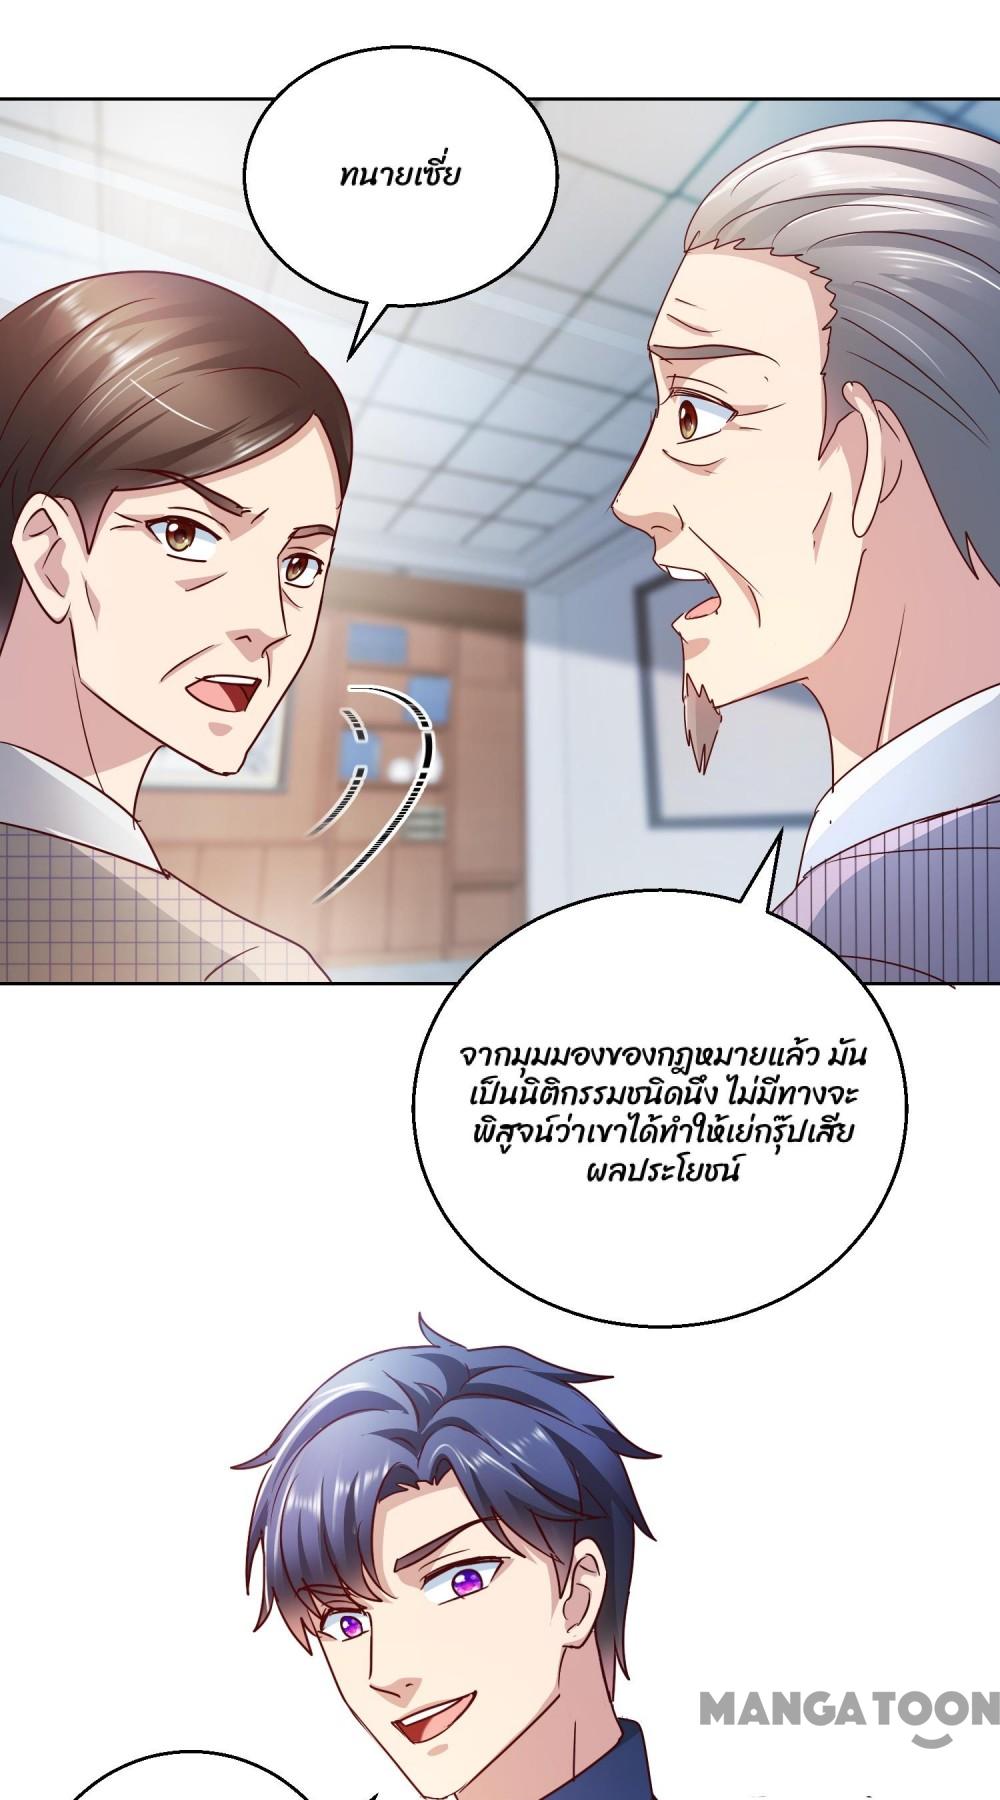 ทนายเซี่ย
จากมุมมองของกฎหมายแล้ว มัน
เป็นนิติกรรมชนิดนึง ไม่มีทางจะ
พิสูจน์ว่าเขาได้ทำให้เย่กรุ๊ปเสีย
ผลประโยชน์
MANGATOON